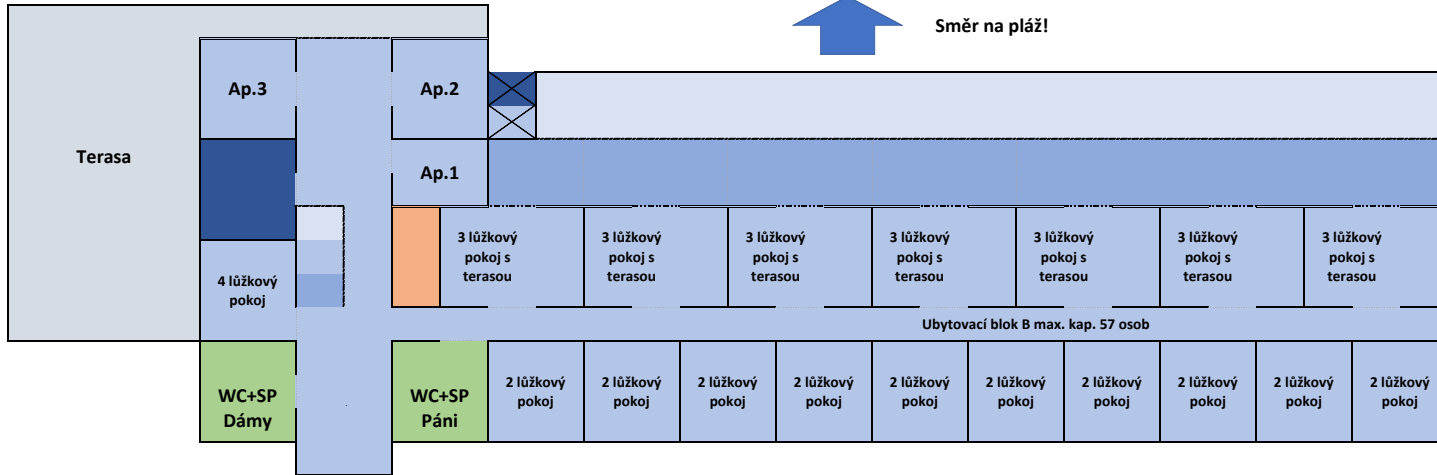 Směr na pláž!
Ap.3
Ap.2
Terasa
Ap.1
3 lůžkový
pokoj s
terasou
3 lůžkový
pokoj s
terasou
3 lůžkový
pokoj s
terasou
3 lůžkový
pokoj s
terasou
3 lůžkový
pokoj s
terasou
3 lůžkový
pokoj s
terasou
3 lůžkový
pokoj s
terasou
4 lůžkový
pokoj
Ubytovací blok B max. kap. 57 osob
WC+SP
Dámy
WC+SP
Páni
2 lůžkový
pokoj
2 lůžkový
pokoj
2 lůžkový
pokoj
2 lůžkový
pokoj
2 lůžkový
pokoj
2 lůžkový
pokoj
2 lůžkový
pokoj
2 lůžkový
pokoj
2 lůžkový
pokoj
2 lůžkový
pokoj